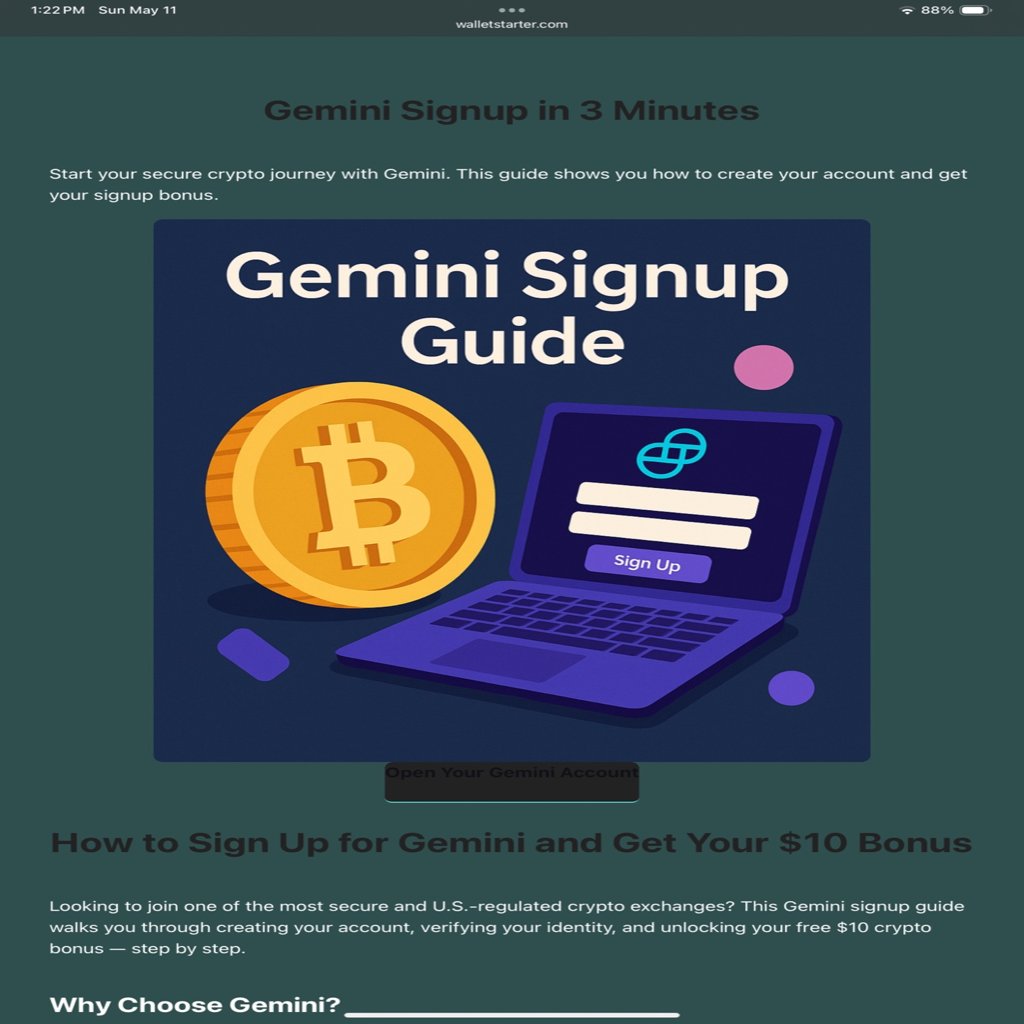 1:22 PM Sun May 11
88%
walletstarter.com
Gemini Signup in 3 Minutes
Start your secure crypto journey with Gemini. This guide shows you how to create your account and get
your signup bonus.
Gemini Signup
Guide
Sign Up
Open Your Gemini Account
How to Sign Up for Gemini and Get Your $10 Bonus
Looking to join one of the most secure and U.S.-regulated crypto exchanges? This Gemini signup guide
walks you through creating your account, verifying your identity, and unlocking your free $10 crypto
bonus — step by step.
Why Choose Gemini?